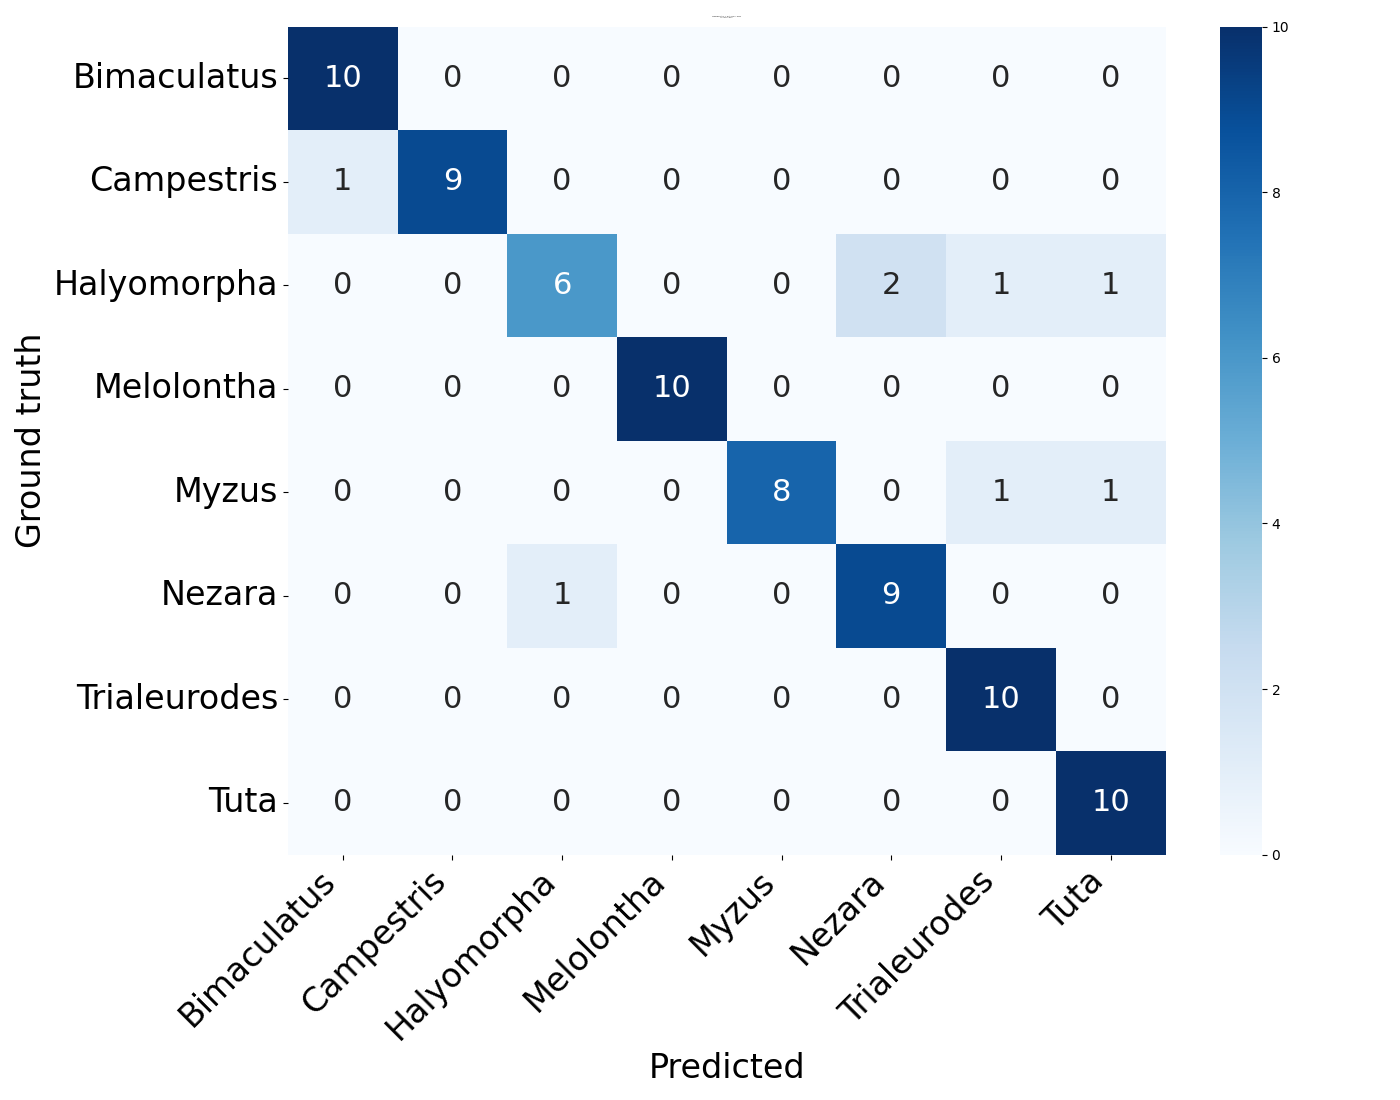 Bimaculatus 10 0 0 0 0 0 0 0
Campestris 1 9 0 0 0 0 0 0
Halyomorpha 0 0 6 0 0 2 1 1
Melolontha 0 0 0 10 0 0 0 0
Myzus 0 0 0 0 8 0 1 1
Nezara 0 0 1 0 0 9 0 0
Trialeurodes 0 0 0 0 0 0 10 0
Tuta 0 0 0 0 0 0 0 10
Ground truth
Bimaculatus Campestris Halyomorpha Melolontha Myzus Nezara Trialeurodes Tuta
Predicted
10
8
6
4
2
0